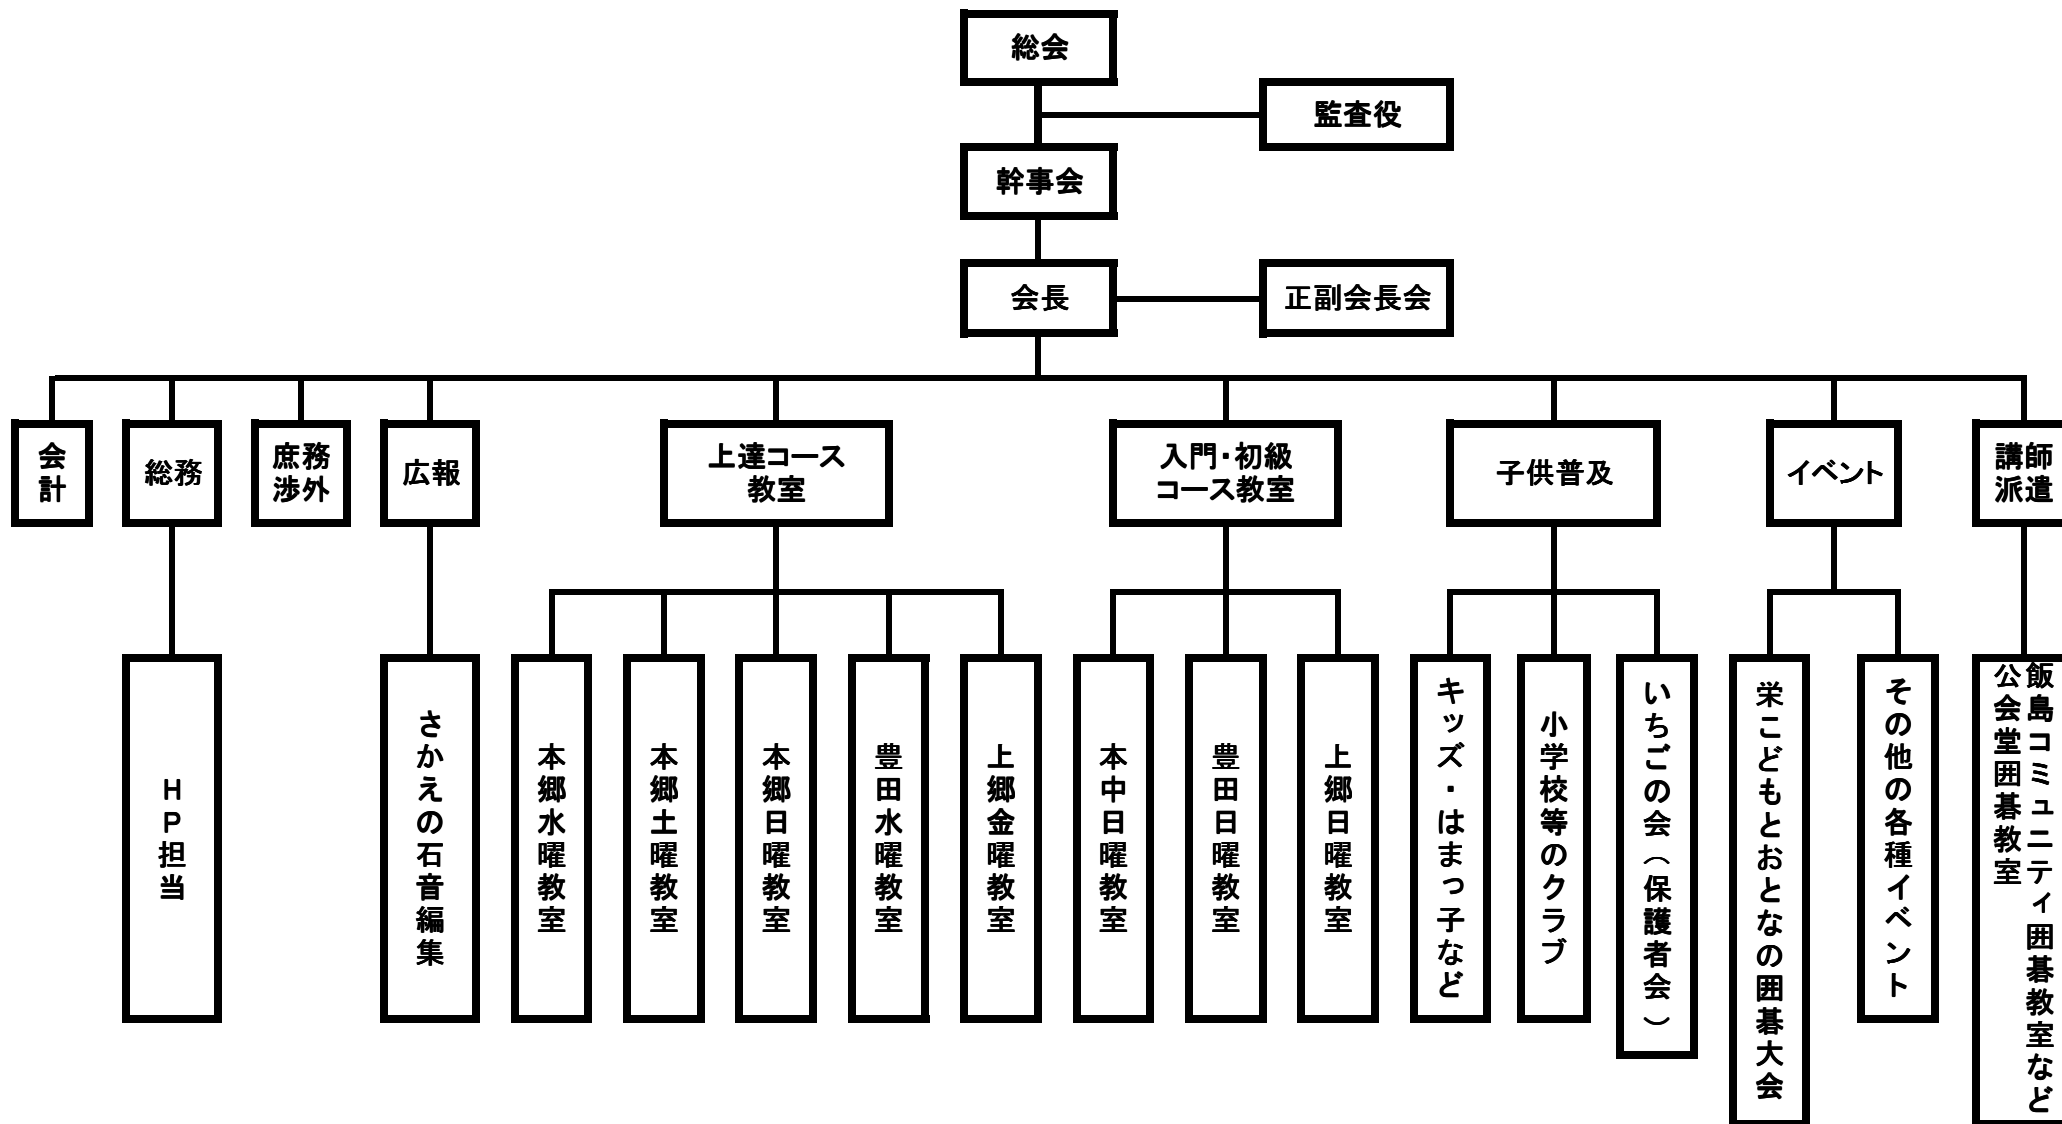 総会
監査役
幹事会
会長
正副会長会
会
計
総務
庶務
渉外
広報
上達コース
教室
入門・初級
コース教室
子供普及
イベント
講師
派遣
HP担当
さかえの石音編集
本郷水曜教室
本郷土曜教室
本郷日曜教室
豊田水曜教室
上郷金曜教室
本中日曜教室
豊田日曜教室
上郷日曜教室
キッズ・はまっ子など
小学校等のクラブ
いちごの会（保護者会）
栄こどもとおとなの囲碁大会
その他の各種イベント
飯島コミュニティ囲碁教室など
公会堂囲碁教室